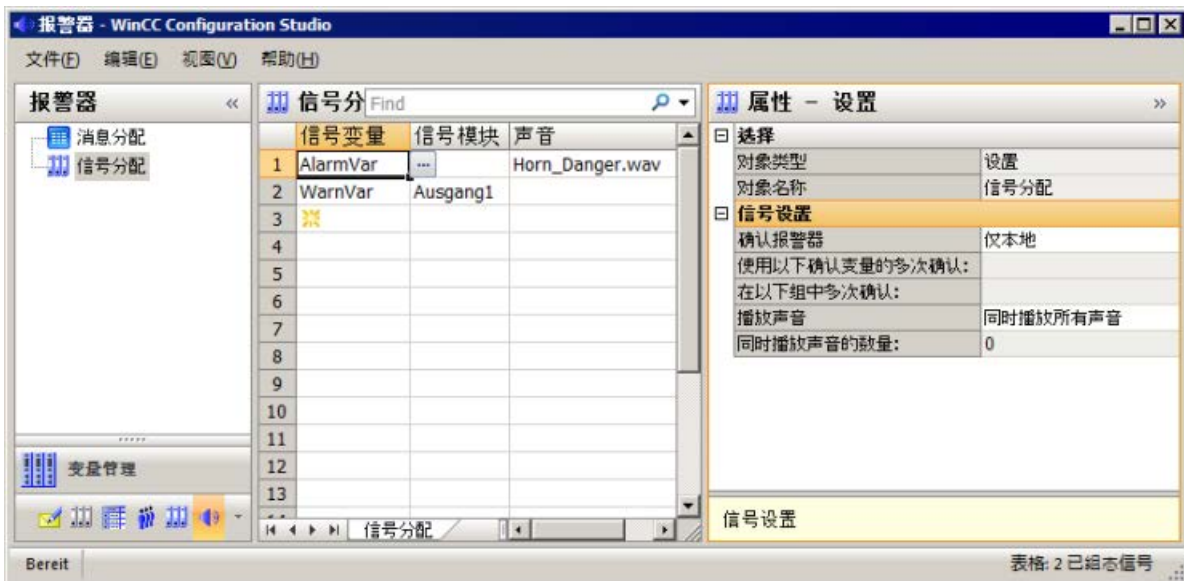 报警器 - WinCC Configuration Studio
文件(F) 编辑(E) 视图(V) 帮助(H)
报警器 «
消息分配
信号分配
变量管理
信号分 Find
信号变量 信号模块 声音
1 AlarmVar ... Horn_Danger.wav
2 WarnVar Ausgang1
3
4
5
6
7
8
9
10
11
12
13
信号分配
属性 - 设置 »
选择
对象类型 设置
对象名称 信号分配
信号设置
确认报警器 仅本地
使用以下确认变量的多次确认:
在以下组中多次确认:
播放声音 同时播放所有声音
同时播放声音的数量: 0
信号设置
Bereit 表格: 2 已组态信号